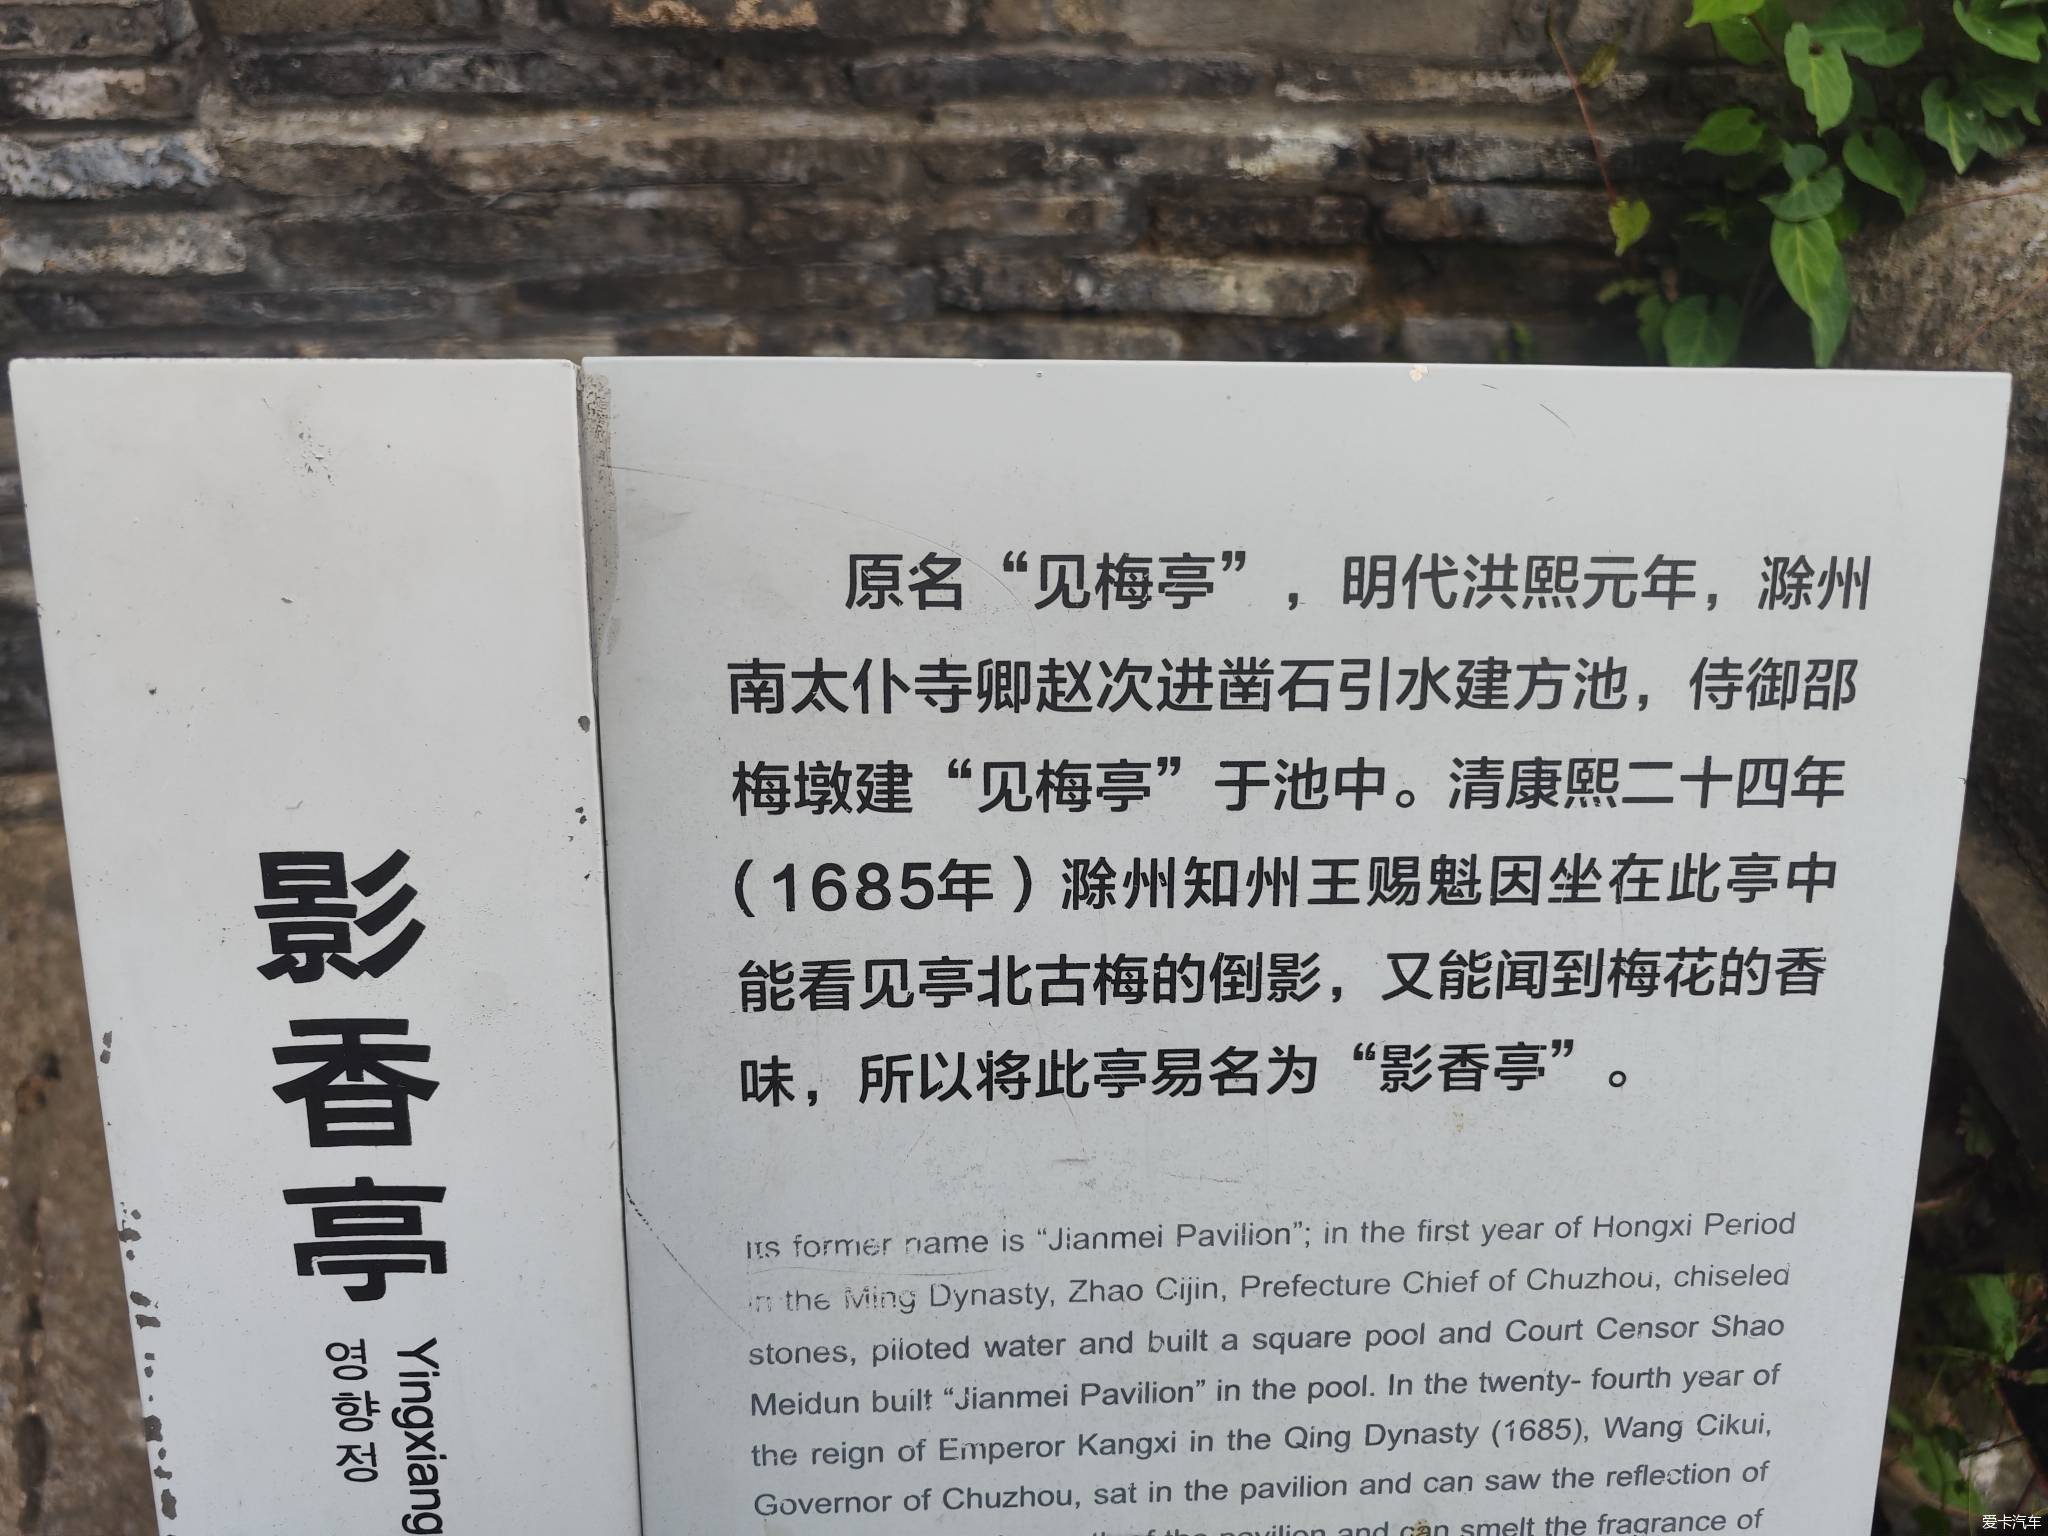 影香亭
Yingxiang
영향정
原名“见梅亭”，明代洪熙元年，滁州
南太仆寺卿赵次进凿石引水建方池，侍御邵
梅墩建“见梅亭”于池中。清康熙二十四年
（1685年）滁州知州王赐魁因坐在此亭中
能看见亭北古梅的倒影，又能闻到梅花的香
味，所以将此亭易名为“影香亭”。
Its former name is “Jianmei Pavilion”; in the first year of Hongxi Period
in the Ming Dynasty, Zhao Cijin, Prefecture Chief of Chuzhou, chiseled
stones, piloted water and built a square pool and Court Censor Shao
Meidun built “Jianmei Pavilion” in the pool. In the twenty- fourth year of
the reign of Emperor Kangxi in the Qing Dynasty (1685), Wang Cikui,
Governor of Chuzhou, sat in the pavilion and can saw the reflection of
of the pavilion and can smelt the fragrance of
爱卡汽车